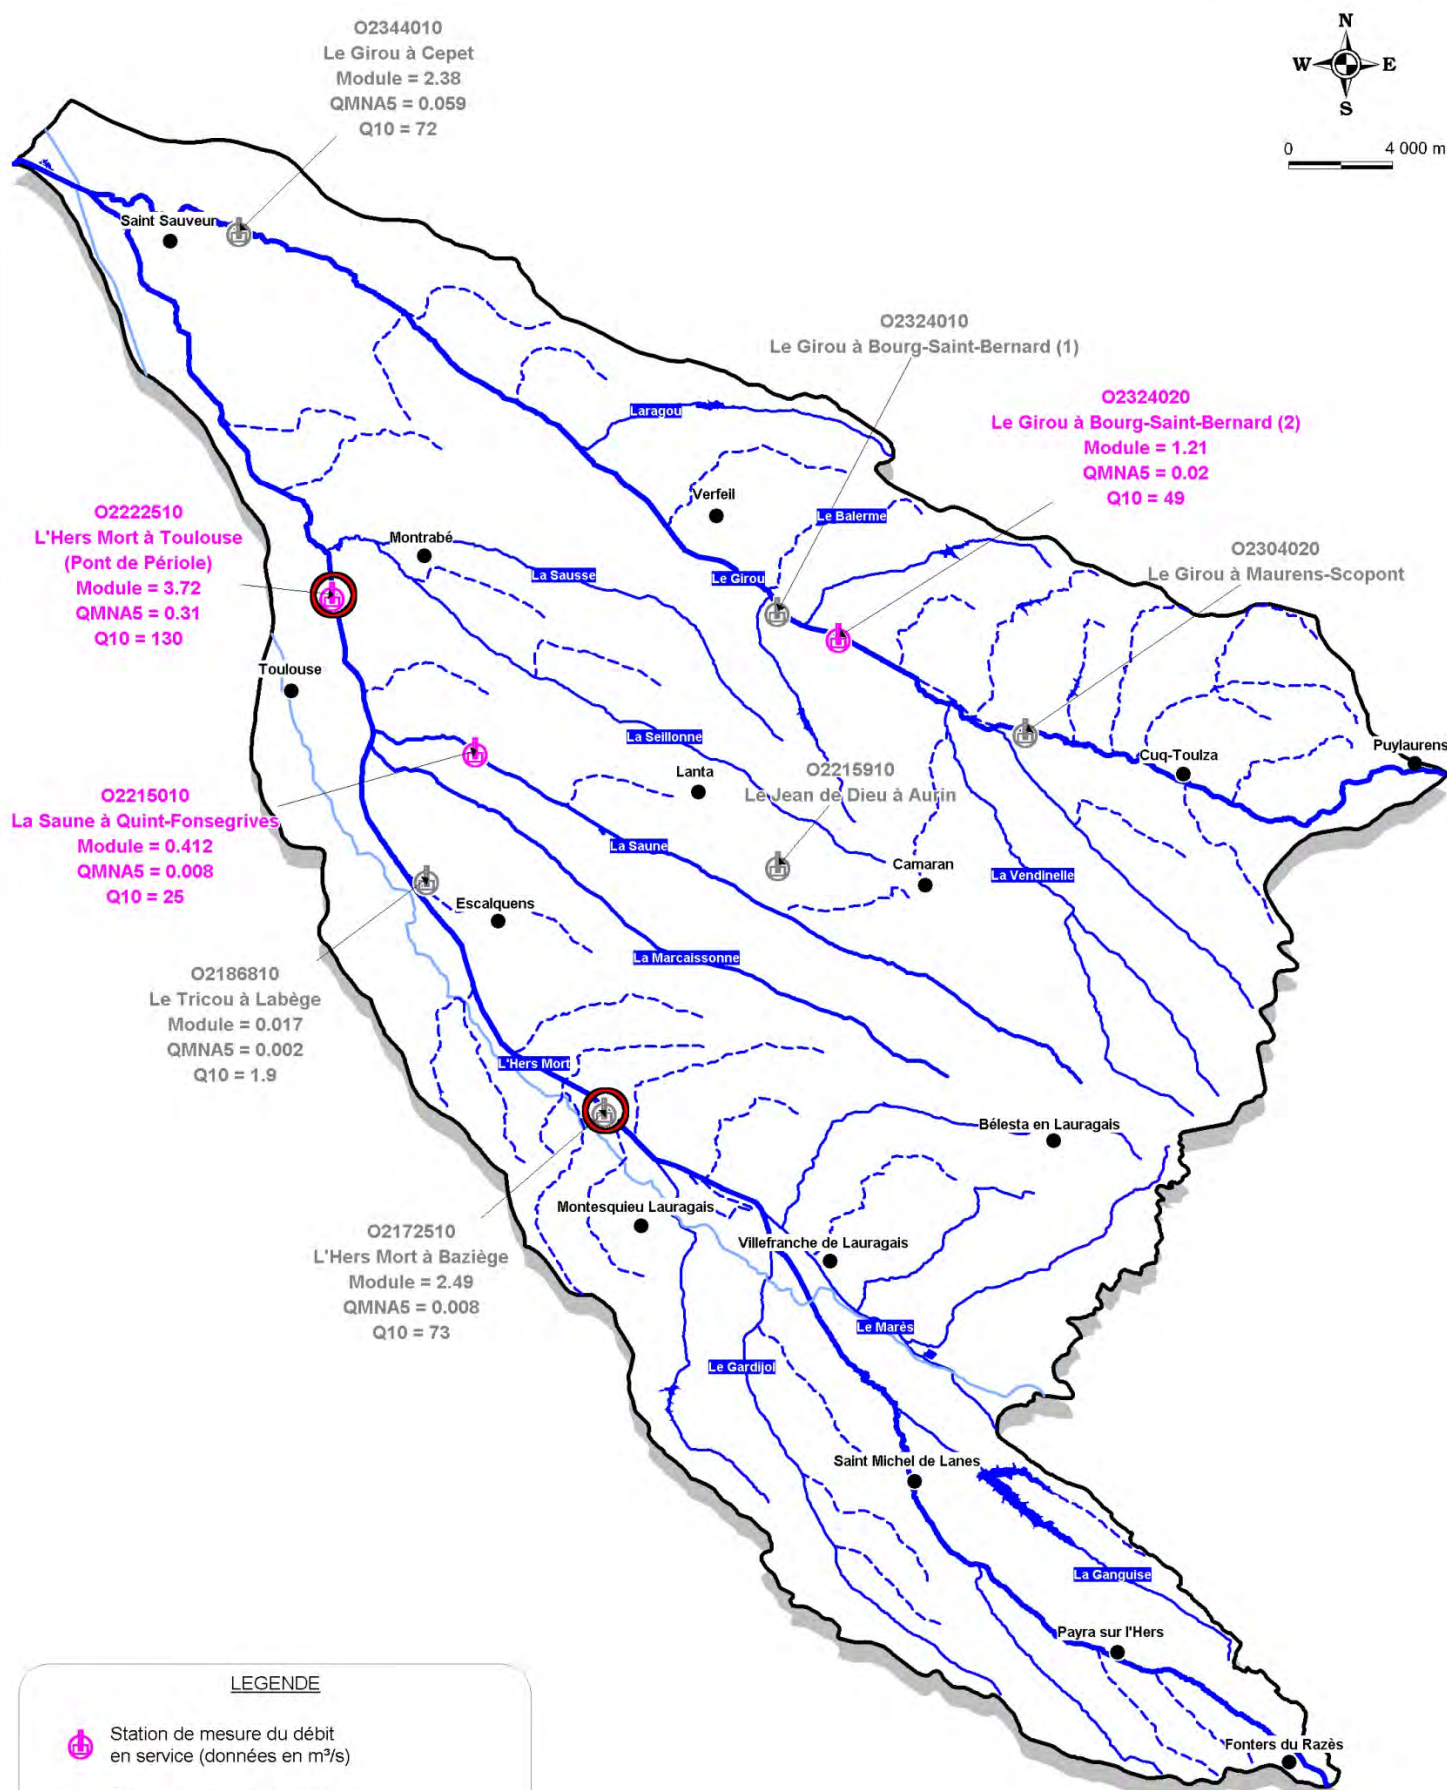 O2344010
Le Girou à Cepet
Module = 2.38
QMNA5 = 0.059
Q10 = 72
N
W
E
S
0
4 000 m
Saint Sauveur
O2324010
Le Girou à Bourg-Saint-Bernard (1)
O2324020
Le Girou à Bourg-Saint-Bernard (2)
Module = 1.21
QMNA5 = 0.02
Q10 = 49
Laragou
Verfeil
Le Balerme
O2222510
L'Hers Mort à Toulouse
(Pont de Périole)
Module = 3.72
QMNA5 = 0.31
Q10 = 130
Montrabé
La Sausse
Le Girou
O2304020
Le Girou à Maurens-Scopont
Toulouse
La Seillonne
Lanta
O2215910
Le Jean de Dieu à Aurin
Cuq-Toulza
Puylaurens
O2215010
La Saune à Quint-Fonsegrives
Module = 0.412
QMNA5 = 0.008
Q10 = 25
La Saune
Camaran
La Vendinelle
Escalquens
La Marcaissonne
O2186810
Le Tricou à Labège
Module = 0.017
QMNA5 = 0.002
Q10 = 1.9
L'Hers Mort
Bélesta en Lauragais
Montesquieu Lauragais
Villefranche de Lauragais
O2172510
L'Hers Mort à Baziège
Module = 2.49
QMNA5 = 0.008
Q10 = 73
Le Marès
Le Gardijol
Saint Michel de Lanes
La Ganguise
Payra sur l'Hers
Fonters du Razès
LEGENDE
Station de mesure du débit
en service (données en m³/s)